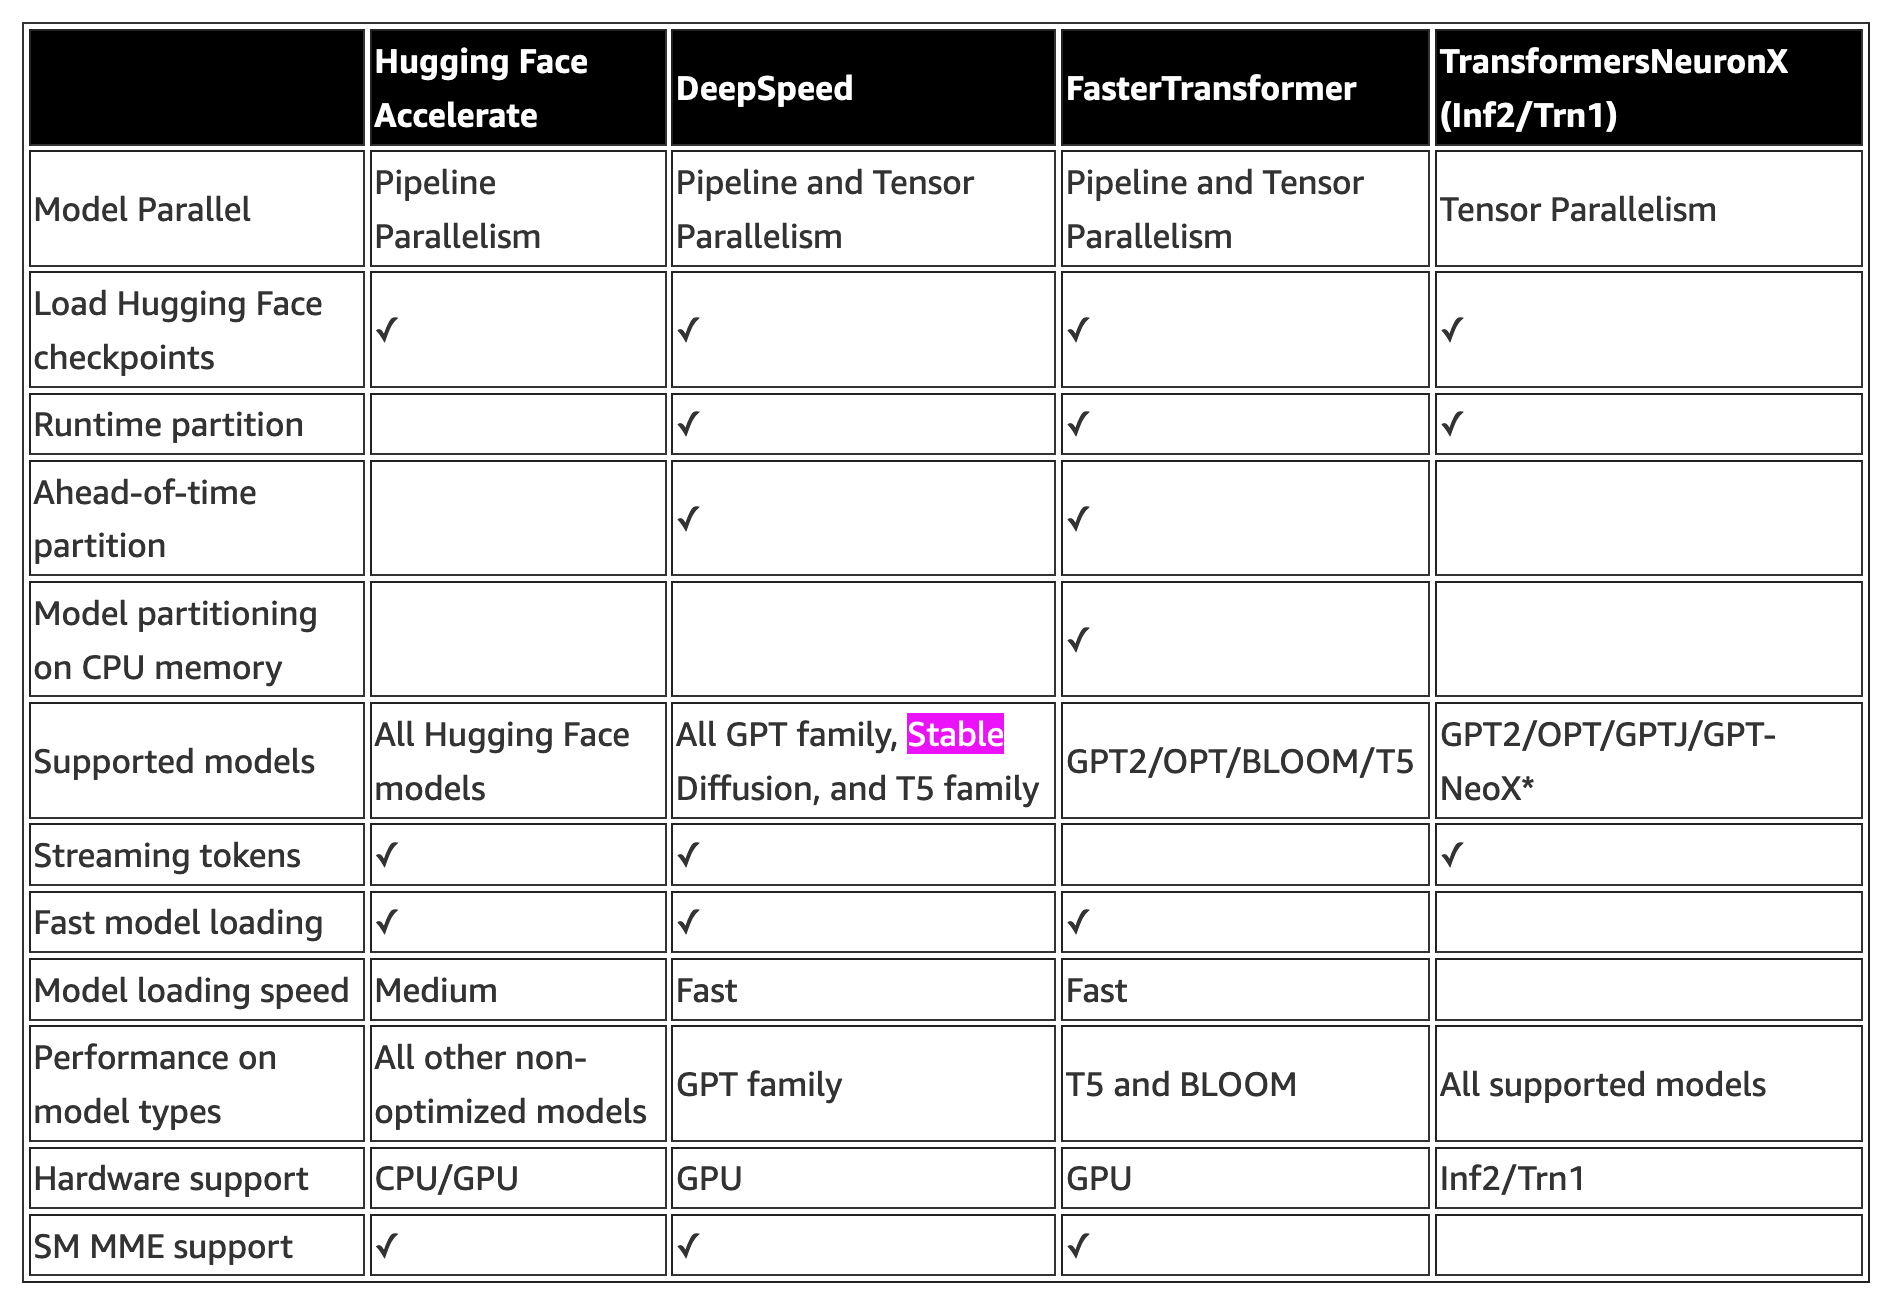 Hugging Face
Accelerate
DeepSpeed
FasterTransformer
TransformersNeuronX
(Inf2/Trn1)
Model Parallel
Pipeline
Parallelism
Pipeline and Tensor
Parallelism
Pipeline and Tensor
Parallelism
Tensor Parallelism
Load Hugging Face
checkpoints
✓
✓
✓
✓
Runtime partition
✓
✓
✓
Ahead-of-time
partition
✓
✓
Model partitioning
on CPU memory
✓
Supported models
All Hugging Face
models
All GPT family, Stable
Diffusion, and T5 family
GPT2/OPT/BLOOM/T5
GPT2/OPT/GPTJ/GPT-
NeoX*
Streaming tokens
✓
✓
✓
Fast model loading
✓
✓
✓
Model loading speed
Medium
Fast
Fast
Performance on
model types
All other non-
optimized models
GPT family
T5 and BLOOM
All supported models
Hardware support
CPU/GPU
GPU
GPU
Inf2/Trn1
SM MME support
✓
✓
✓